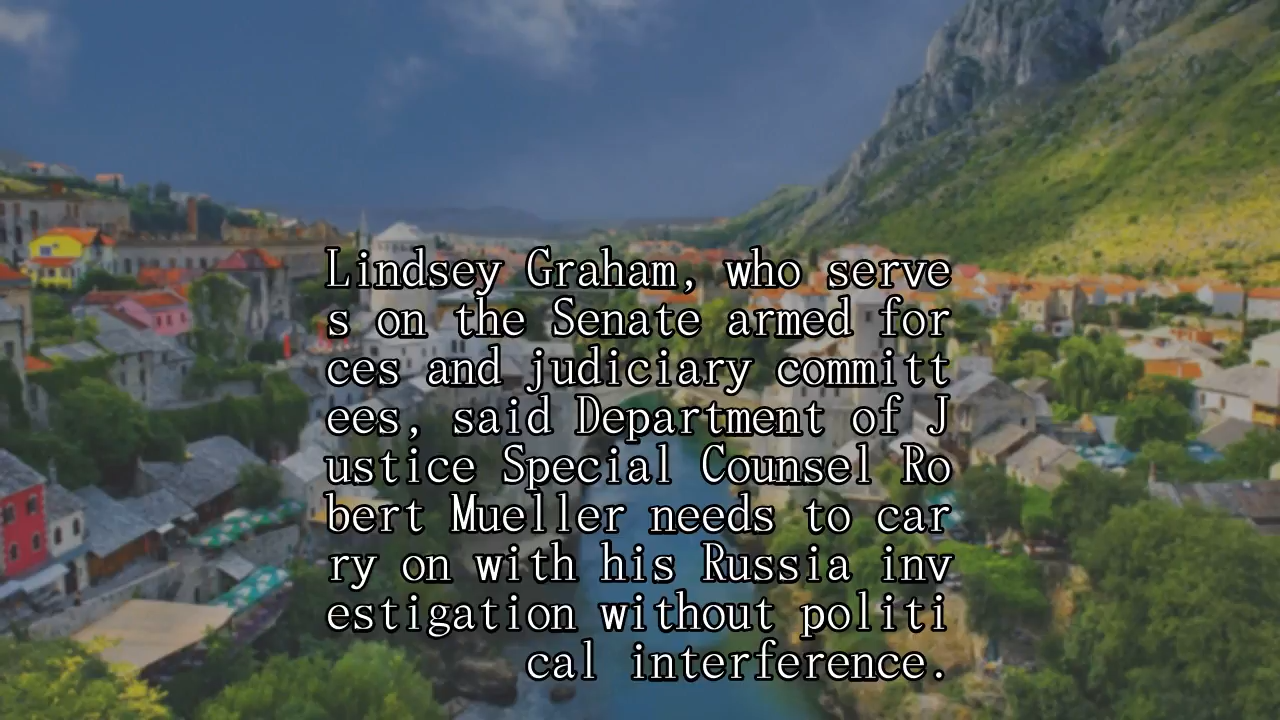 Lindsey Graham, who serve
s on the Senate armed for
ces and judiciary committ
ees, said Department of J
ustice Special Counsel Ro
bert Mueller needs to car
ry on with his Russia inv
estigation without politi
cal interference.